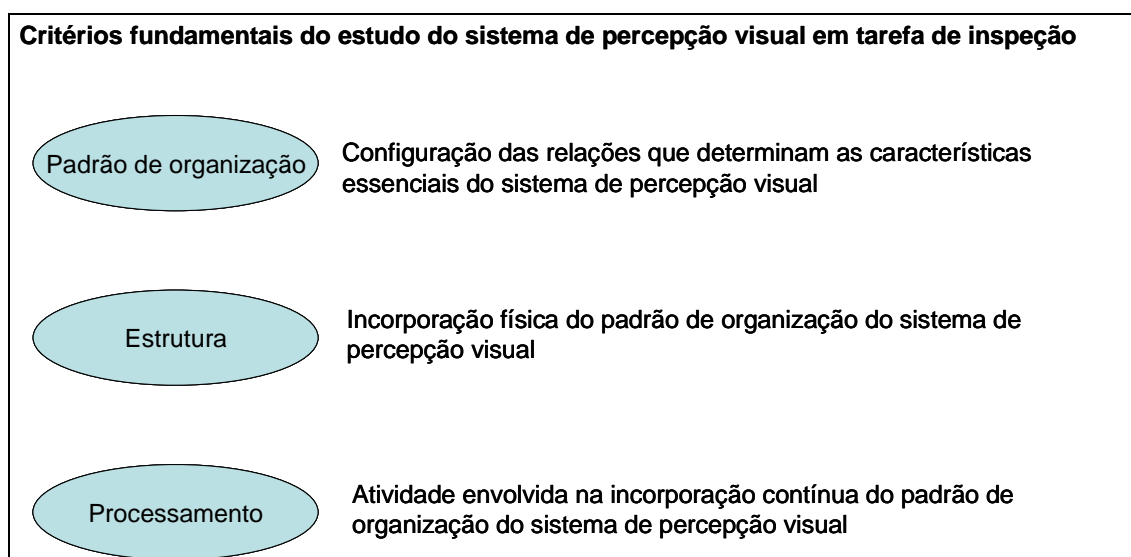 Critérios fundamentais do estudo do sistema de percepção visual em tarefa de inspeção
Padrão de organização
Configuração das relações que determinam as características
essenciais do sistema de percepção visual
Estrutura
Incorporação física do padrão de organização do sistema de
percepção visual
Processamento
Atividade envolvida na incorporação contínua do padrão de
organização do sistema de percepção visual